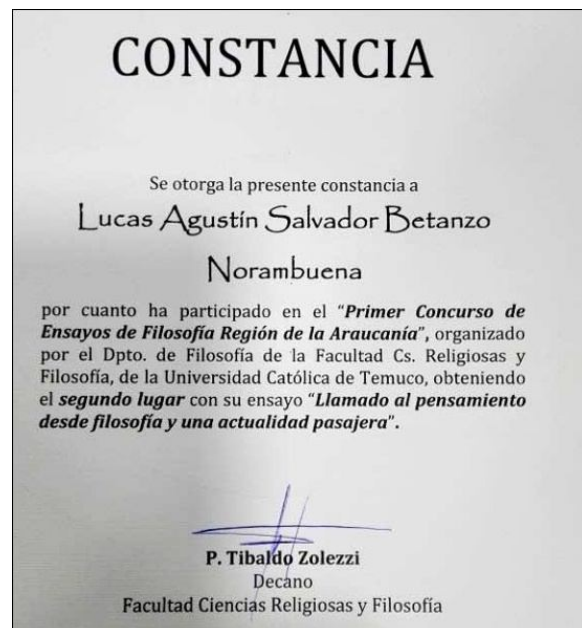 CONSTANCIA
Se otorga la presente constancia a
Lucas Agustín Salvador Betanzo
Norambuena
por cuanto ha participado en el "Primer Concurso de
Ensayos de Filosofía Región de la Araucanía", organizado
por el Dpto. de Filosofía de la Facultad Cs. Religiosas y
Filosofía, de la Universidad Católica de Temuco, obteniendo
el segundo lugar con su ensayo "Llamado al pensamiento
desde filosofía y una actualidad pasajera".
P. Tibaldo Zolezzi
Decano
Facultad Ciencias Religiosas y Filosofía